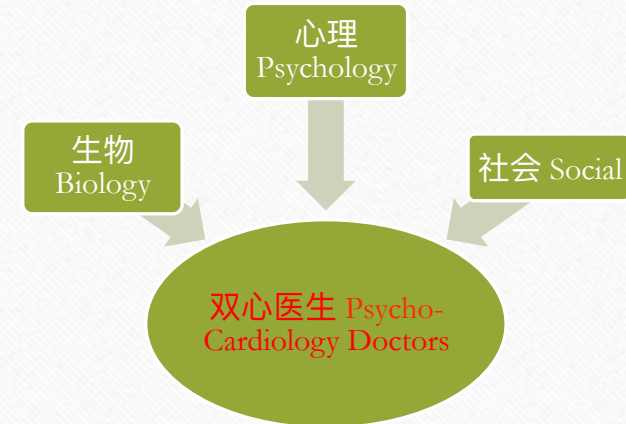 心理
Psychology
生物
Biology
社会 Social
双心医生 Psycho-
Cardiology Doctors